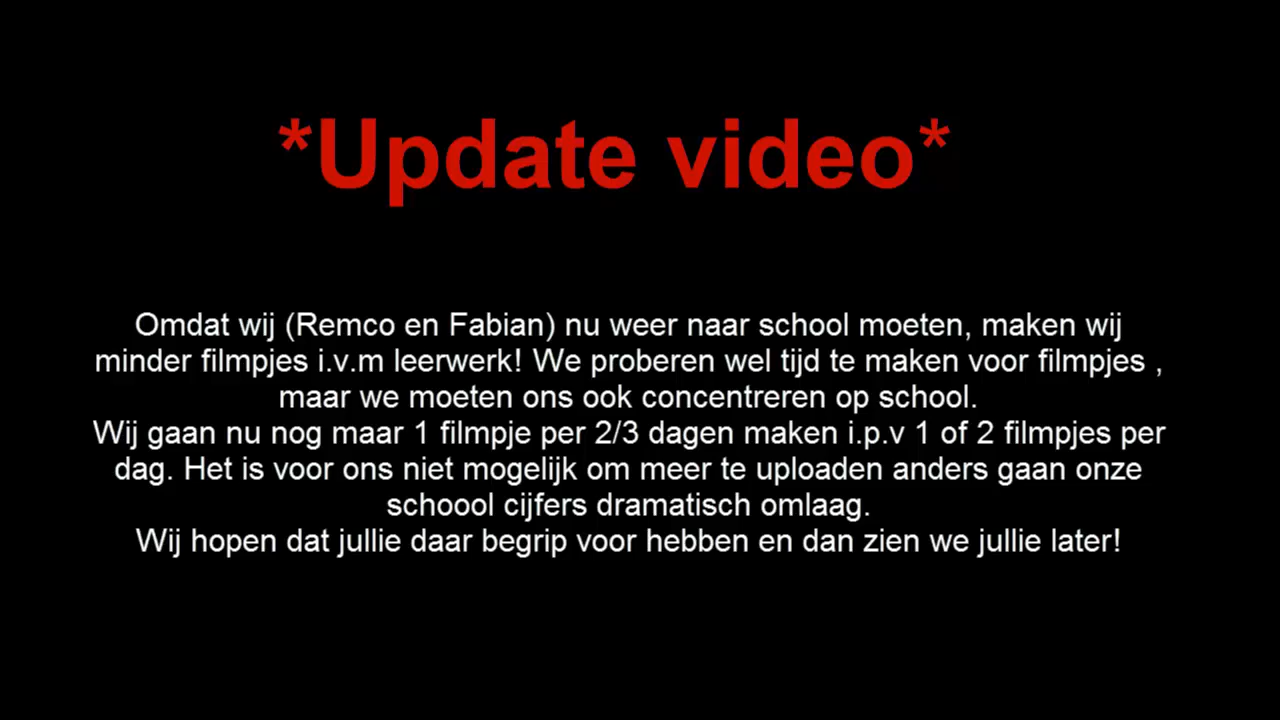 *Update video*
Omdat wij (Remco en Fabian) nu weer naar school moeten, maken wij
minder filmpjes i.v.m leerwerk! We proberen wel tijd te maken voor filmpjes ,
maar we moeten ons ook concentreren op school.
Wij gaan nu nog maar 1 filmpje per 2/3 dagen maken i.p.v 1 of 2 filmpjes per
dag. Het is voor ons niet mogelijk om meer te uploaden anders gaan onze
schoool cijfers dramatisch omlaag.
Wij hopen dat jullie daar begrip voor hebben en dan zien we jullie later!